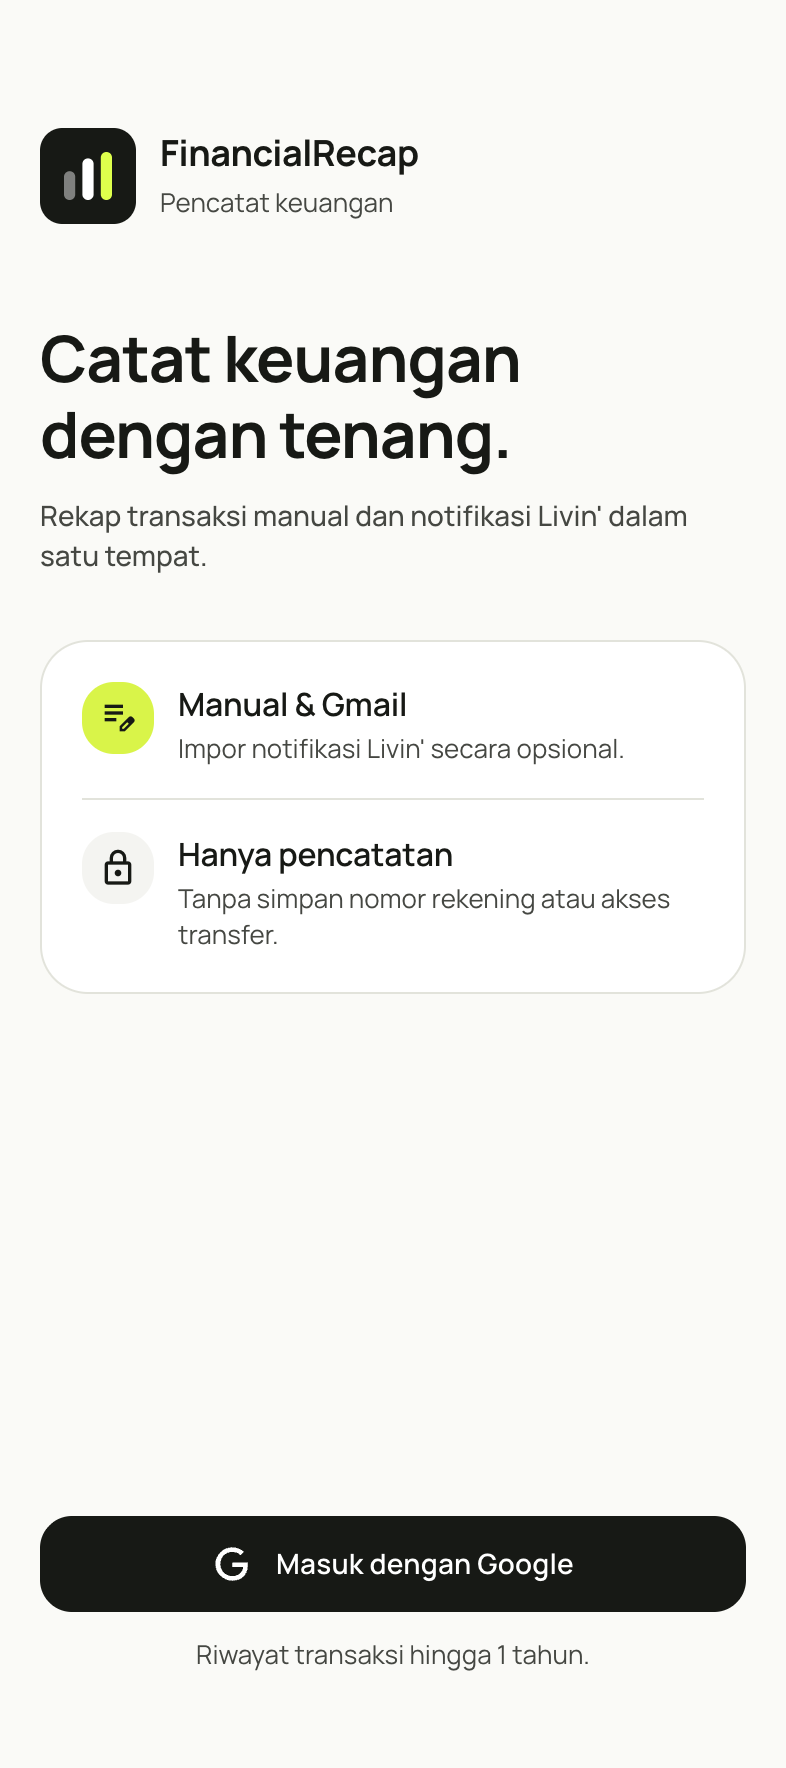 FinancialRecap
Pencatat keuangan
Catat keuangan
dengan tenang.
Rekap transaksi manual dan notifikasi Livin' dalam
satu tempat.
Manual & Gmail
Impor notifikasi Livin' secara opsional.
Hanya pencatatan
Tanpa simpan nomor rekening atau akses
transfer.
Masuk dengan Google
Riwayat transaksi hingga 1 tahun.